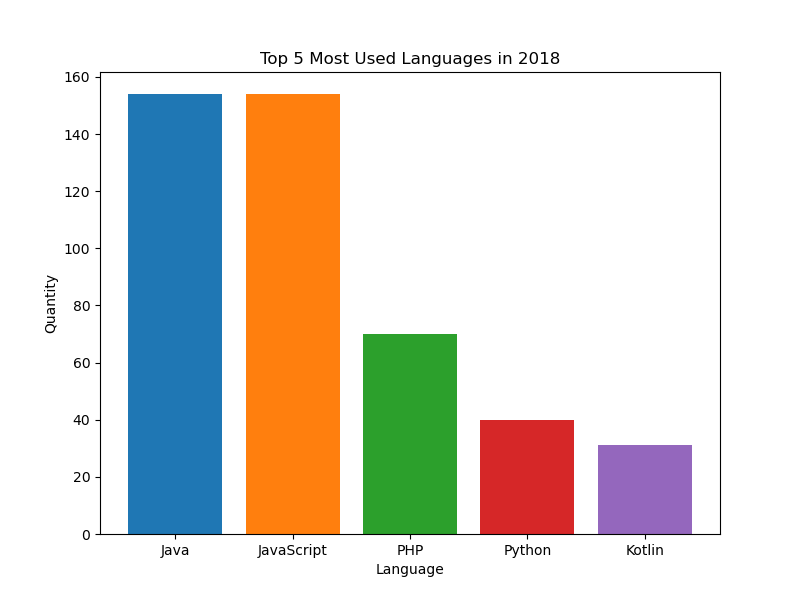 Top 5 Most Used Languages in 2018
160
140
120
100
80
60
40
20
0
Quantity
Java JavaScript PHP Python Kotlin
Language